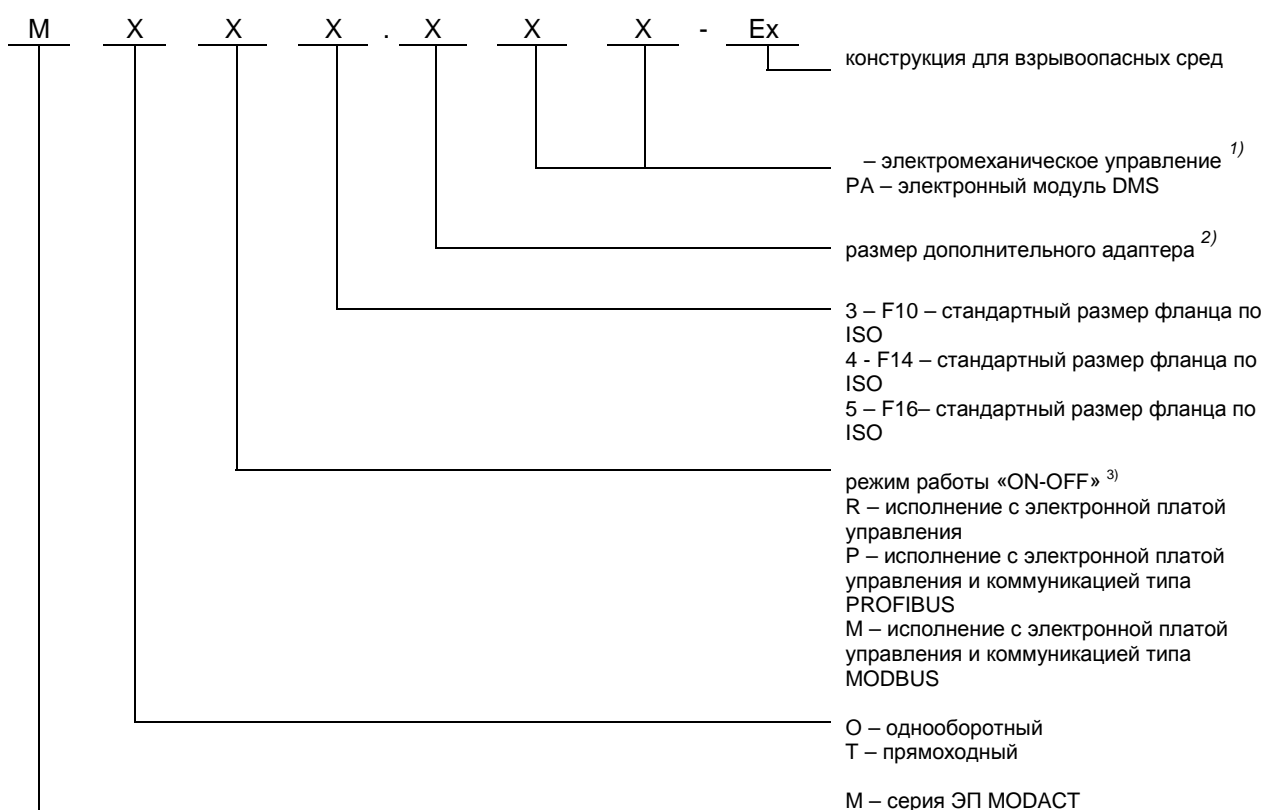 M X X X . X X X - Ex
конструкция для взрывоопасных сред
– электромеханическое управление 1)
PA – электронный модуль DMS
размер дополнительного адаптера 2)
3 – F10 – стандартный размер фланца по
ISO
4 - F14 – стандартный размер фланца по
ISO
5 – F16– стандартный размер фланца по
ISO
режим работы «ON-OFF» 3)
R – исполнение с электронной платой
управления
P – исполнение с электронной платой
управления и коммуникацией типа
PROFIBUS
M – исполнение с электронной платой
управления и коммуникацией типа
MODBUS
O – однооборотный
T – прямоходный
M – серия ЭП MODACT